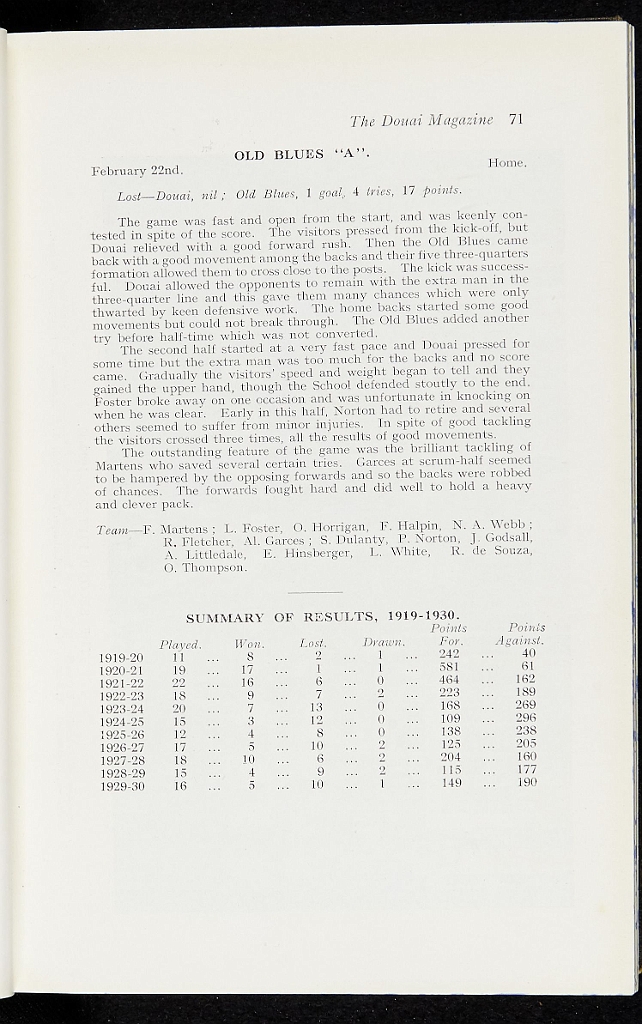 The Douai Magazine 71
OLD BLUES "A".
February 22nd. Home.
Lost—Douai, nil ; Old Blues, 1 goal, 4 tries, 17 points.
The game was fast and open from the start, and was keenly con-
tested in spite of the score. The visitors pressed from the kick-off, but
Douai relieved with a good forward rush. Then the Old Blues came
back with a good movement among the backs and their five three-quarters
formation allowed them to cross close to the posts. The kick was success-
ful. Douai allowed the opponents to remain with the extra man in the
three-quarter line and this gave them many chances which were only
thwarted by keen defensive work. The home backs started some good
movements but could not break through. The Old Blues added another
try before half-time which was not converted.
The second half started at a very fast pace and Douai pressed for
some time but the extra man was too much for the backs and no score
came. Gradually the visitors' speed and weight began to tell and they
gained the upper hand, though the School defended stoutly to the end.
Foster broke away on one occasion and was unfortunate in knocking on
when he was clear. Early in this half, Norton had to retire and several
others seemed to suffer from minor injuries. In spite of good tackling
the visitors crossed three times, all the results of good movements.
The outstanding feature of the game was the brilliant tackling of
Martens who saved several certain tries. Garces at scrum-half seemed
to be hampered by the opposing forwards and so the backs were robbed
of chances. The forwards fought hard and did well to hold a heavy
and clever pack.
Team—F. Martens ; L. Foster, O. Horrigan, F. Halpin, N. A. Webb ;
R. Fletcher, Al. Garces ; S. Dulanty, P. Norton, J. Godsall,
A. Littledale, E. Hinsberger, L. White, R. de Souza,
O. Thompson.
SUMMARY OF RESULTS, 1919-1930.
Points Points
Played. Won. Lost. Drawn. For. Against.
1919-20 11 ... 8 ... 2 ... 1 ... 242 ... 40
1920-21 19 ... 17 ... 1 ... 1 ... 581 ... 61
1921-22 22 ... 16 ... 6 ... 0 ... 464 ... 162
1922-23 18 ... 9 ... 7 ... 2 ... 223 ... 189
1923-24 20 ... 7 ... 13 ... 0 ... 168 ... 269
1924-25 15 ... 3 ... 12 ... 0 ... 109 ... 296
1925-26 12 ... 4 ... 8 ... 0 ... 138 ... 238
1926-27 17 ... 5 ... 10 ... 2 ... 125 ... 205
1927-28 18 ... 10 ... 6 ... 2 ... 204 ... 160
1928-29 15 ... 4 ... 9 ... 2 ... 115 ... 177
1929-30 16 ... 5 ... 10 ... 1 ... 149 ... 190